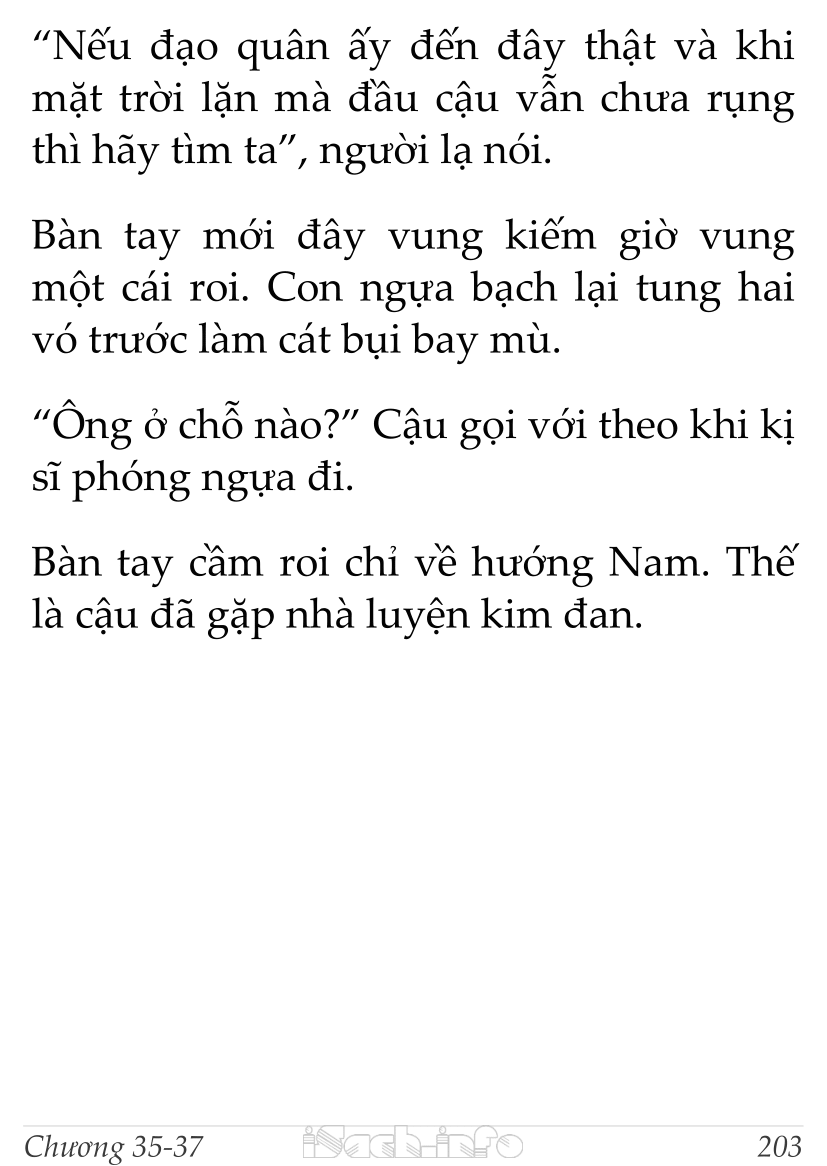 “Nếu đạo quân ấy đến đây thật và khi
mặt trời lặn mà đầu cậu vẫn chưa rụng
thì hãy tìm ta”, người lạ nói.
Bàn tay mới đây vung kiếm giờ vung
một cái roi. Con ngựa bạch lại tung hai
vó trước làm cát bụi bay mù.
“Ông ở chỗ nào?” Cậu gọi với theo khi kị
sĩ phóng ngựa đi.
Bàn tay cầm roi chỉ về hướng Nam. Thế
là cậu đã gặp nhà luyện kim đan.
Chương 35-37 iSach-info 203